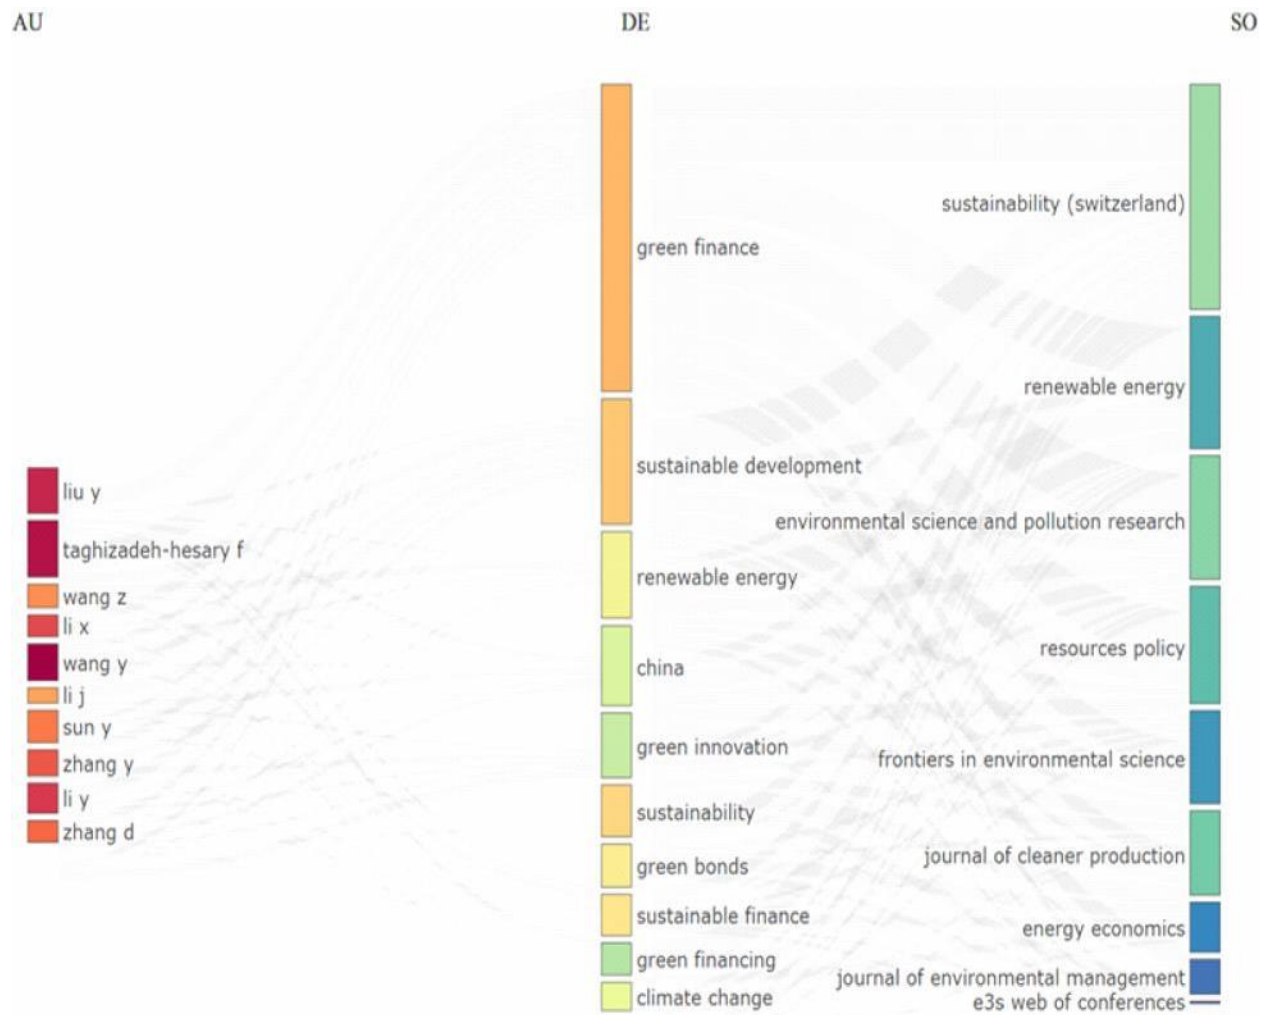 AU
DE
SO
liu y
taghizadeh-hesary f
wang z
li x
wang y
li j
sun y
zhang y
li y
zhang d
green finance
sustainable development
renewable energy
china
green innovation
sustainability
green bonds
sustainable finance
green financing
climate change
sustainability (switzerland)
renewable energy
environmental science and pollution research
resources policy
frontiers in environmental science
journal of cleaner production
energy economics
journal of environmental management
e3s web of conferences